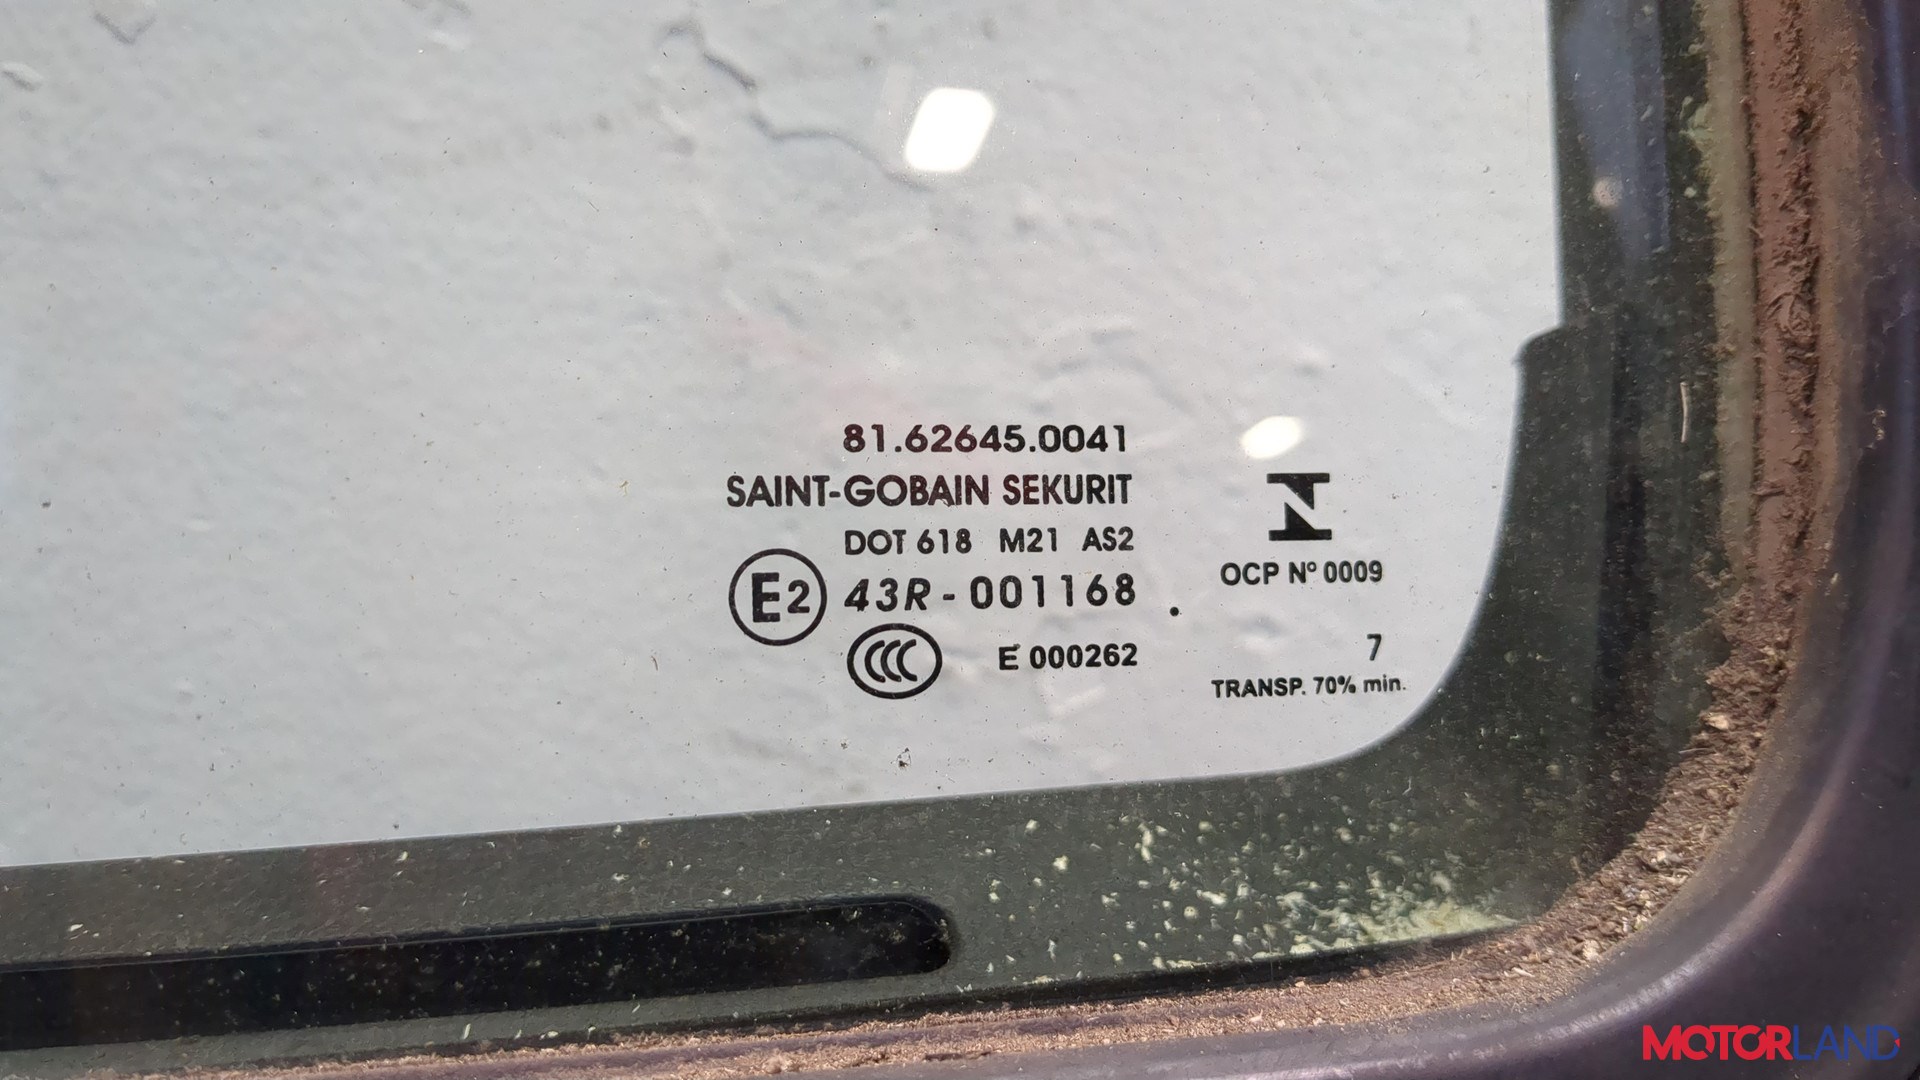 81.62645.0041
SAINT-GOBAIN SEKURIT
DOT 618 M21 AS2
E2 43R-001168
CCC E 000262
N
OCP Nº 0009
7
TRANSP. 70% min.
MOTORLAND